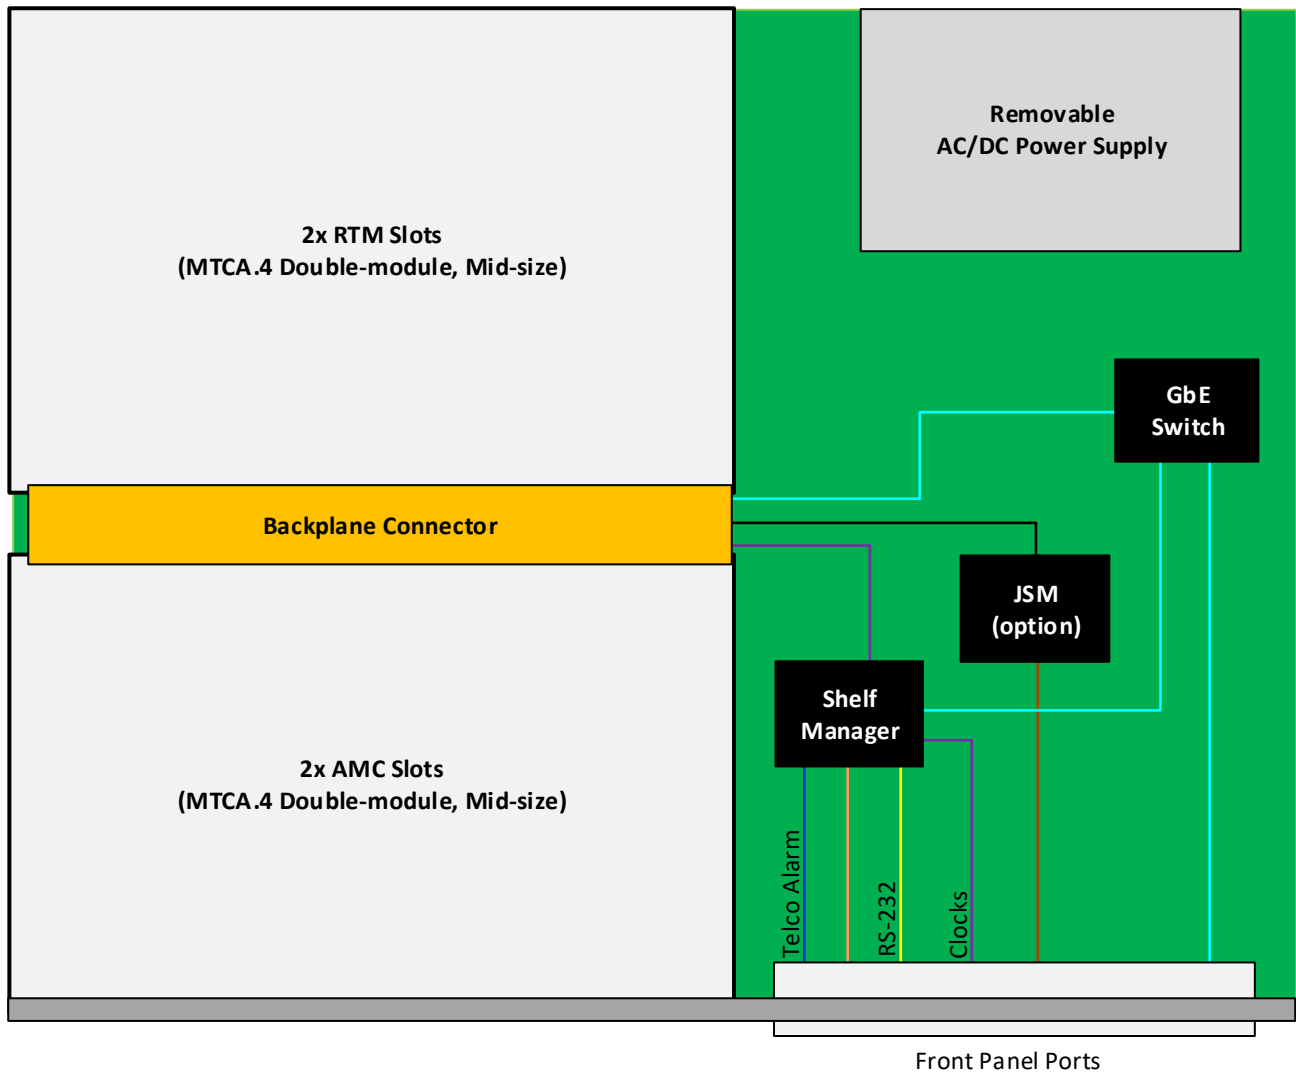 Removable
AC/DC Power Supply
2x RTM Slots
(MTCA.4 Double-module, Mid-size)
GbE
Switch
Backplane Connector
JSM
(option)
Shelf
Manager
2x AMC Slots
(MTCA.4 Double-module, Mid-size)
Telco Alarm
RS-232
Clocks
Front Panel Ports